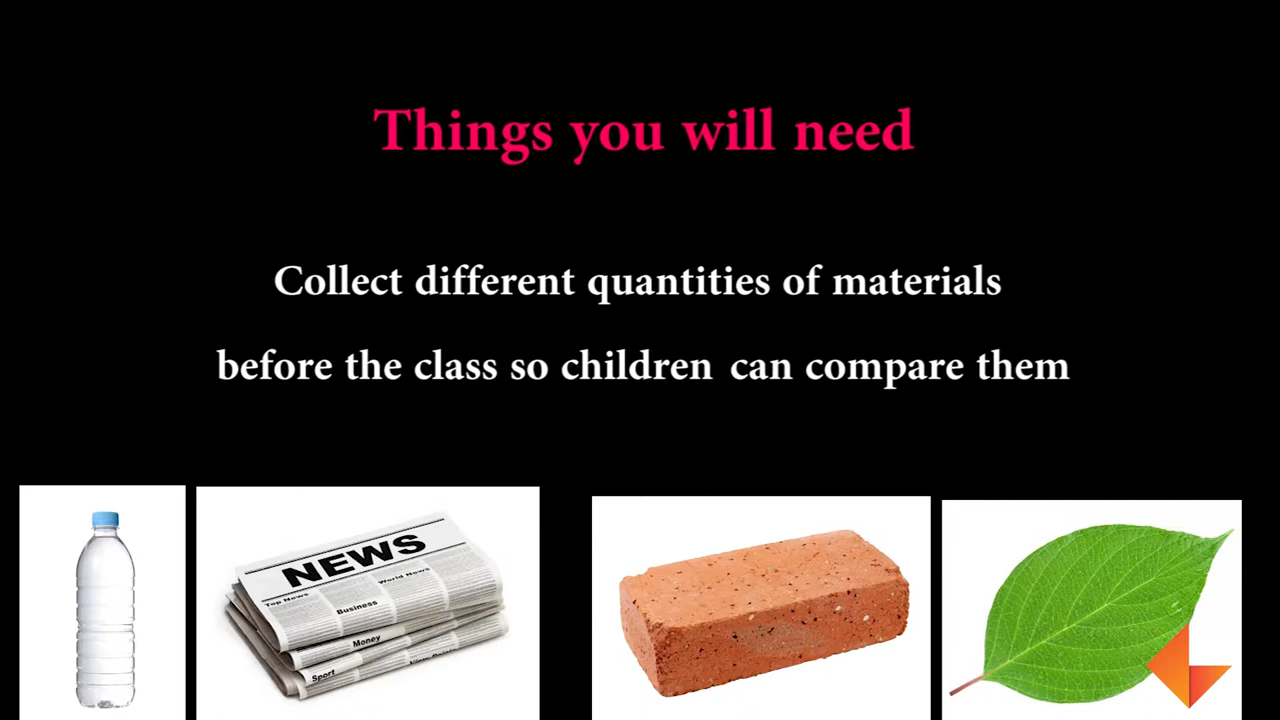 Things you will need
Collect different quantities of materials
before the class so children can compare them
NEWS
Top News
World News
Business
Money
Sport